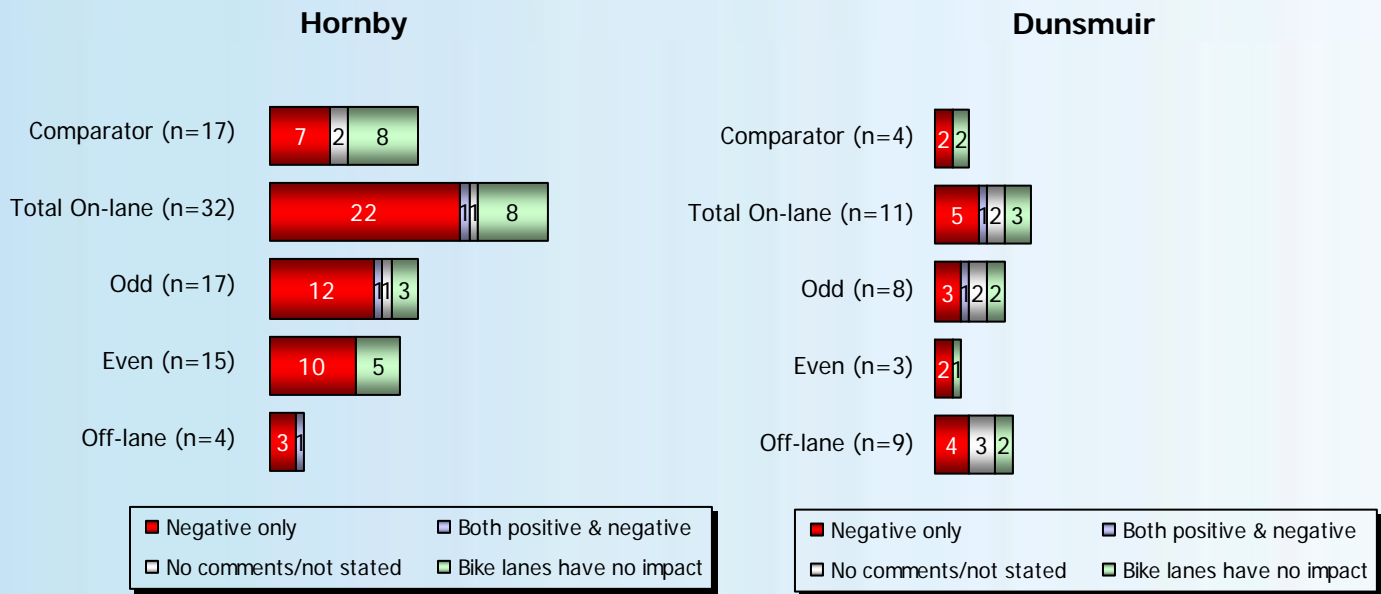 Hornby
Comparator (n=17) 7 2 8
Total On-lane (n=32) 22 1 1 8
Odd (n=17) 12 1 1 3
Even (n=15) 10 5
Off-lane (n=4) 3 1
Negative only Both positive & negative
No comments/not stated Bike lanes have no impact
Dunsmuir
Comparator (n=4) 2 2
Total On-lane (n=11) 5 1 2 3
Odd (n=8) 3 1 2 2
Even (n=3) 2 1
Off-lane (n=9) 4 3 2
Negative only Both positive & negative
No comments/not stated Bike lanes have no impact